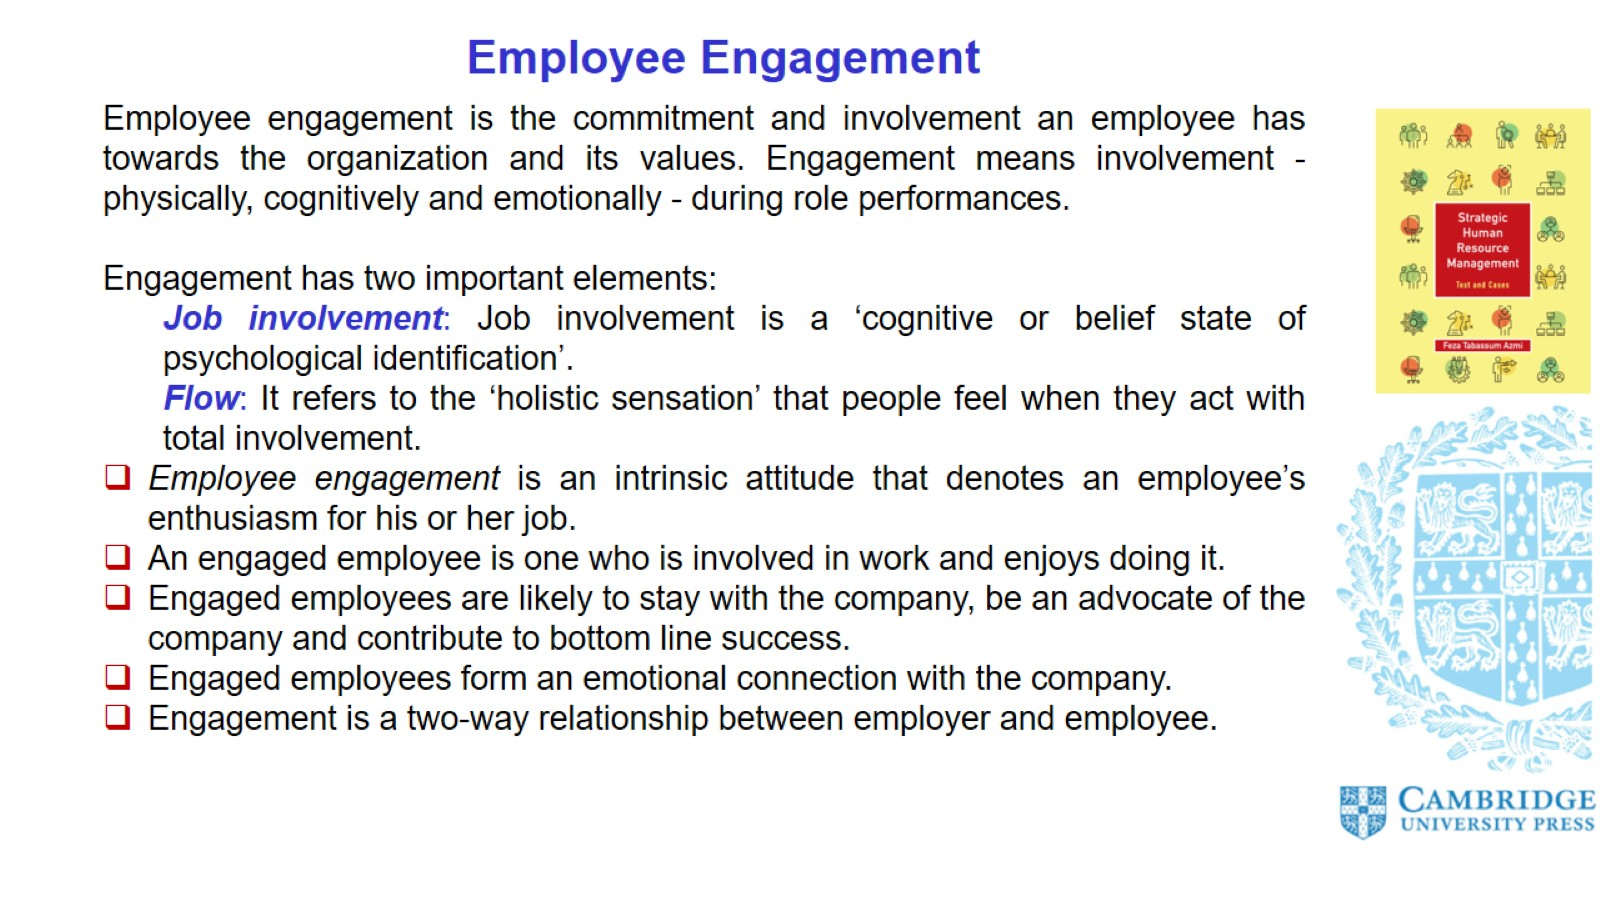 Employee Engagement
Employee engagement is the commitment and involvement an employee has
towards the organization and its values. Engagement means involvement -
physically, cognitively and emotionally - during role performances.
Engagement has two important elements:
Job involvement: Job involvement is a ‘cognitive or belief state of
psychological identification’.
Flow: It refers to the ‘holistic sensation’ that people feel when they act with
total involvement.
❑ Employee engagement is an intrinsic attitude that denotes an employee’s
enthusiasm for his or her job.
❑ An engaged employee is one who is involved in work and enjoys doing it.
❑ Engaged employees are likely to stay with the company, be an advocate of the
company and contribute to bottom line success.
❑ Engaged employees form an emotional connection with the company.
❑ Engagement is a two-way relationship between employer and employee.
Strategic
Human
Resource
Management
Text and Cases
Feza Tabassum Azmi
CAMBRIDGE
UNIVERSITY PRESS